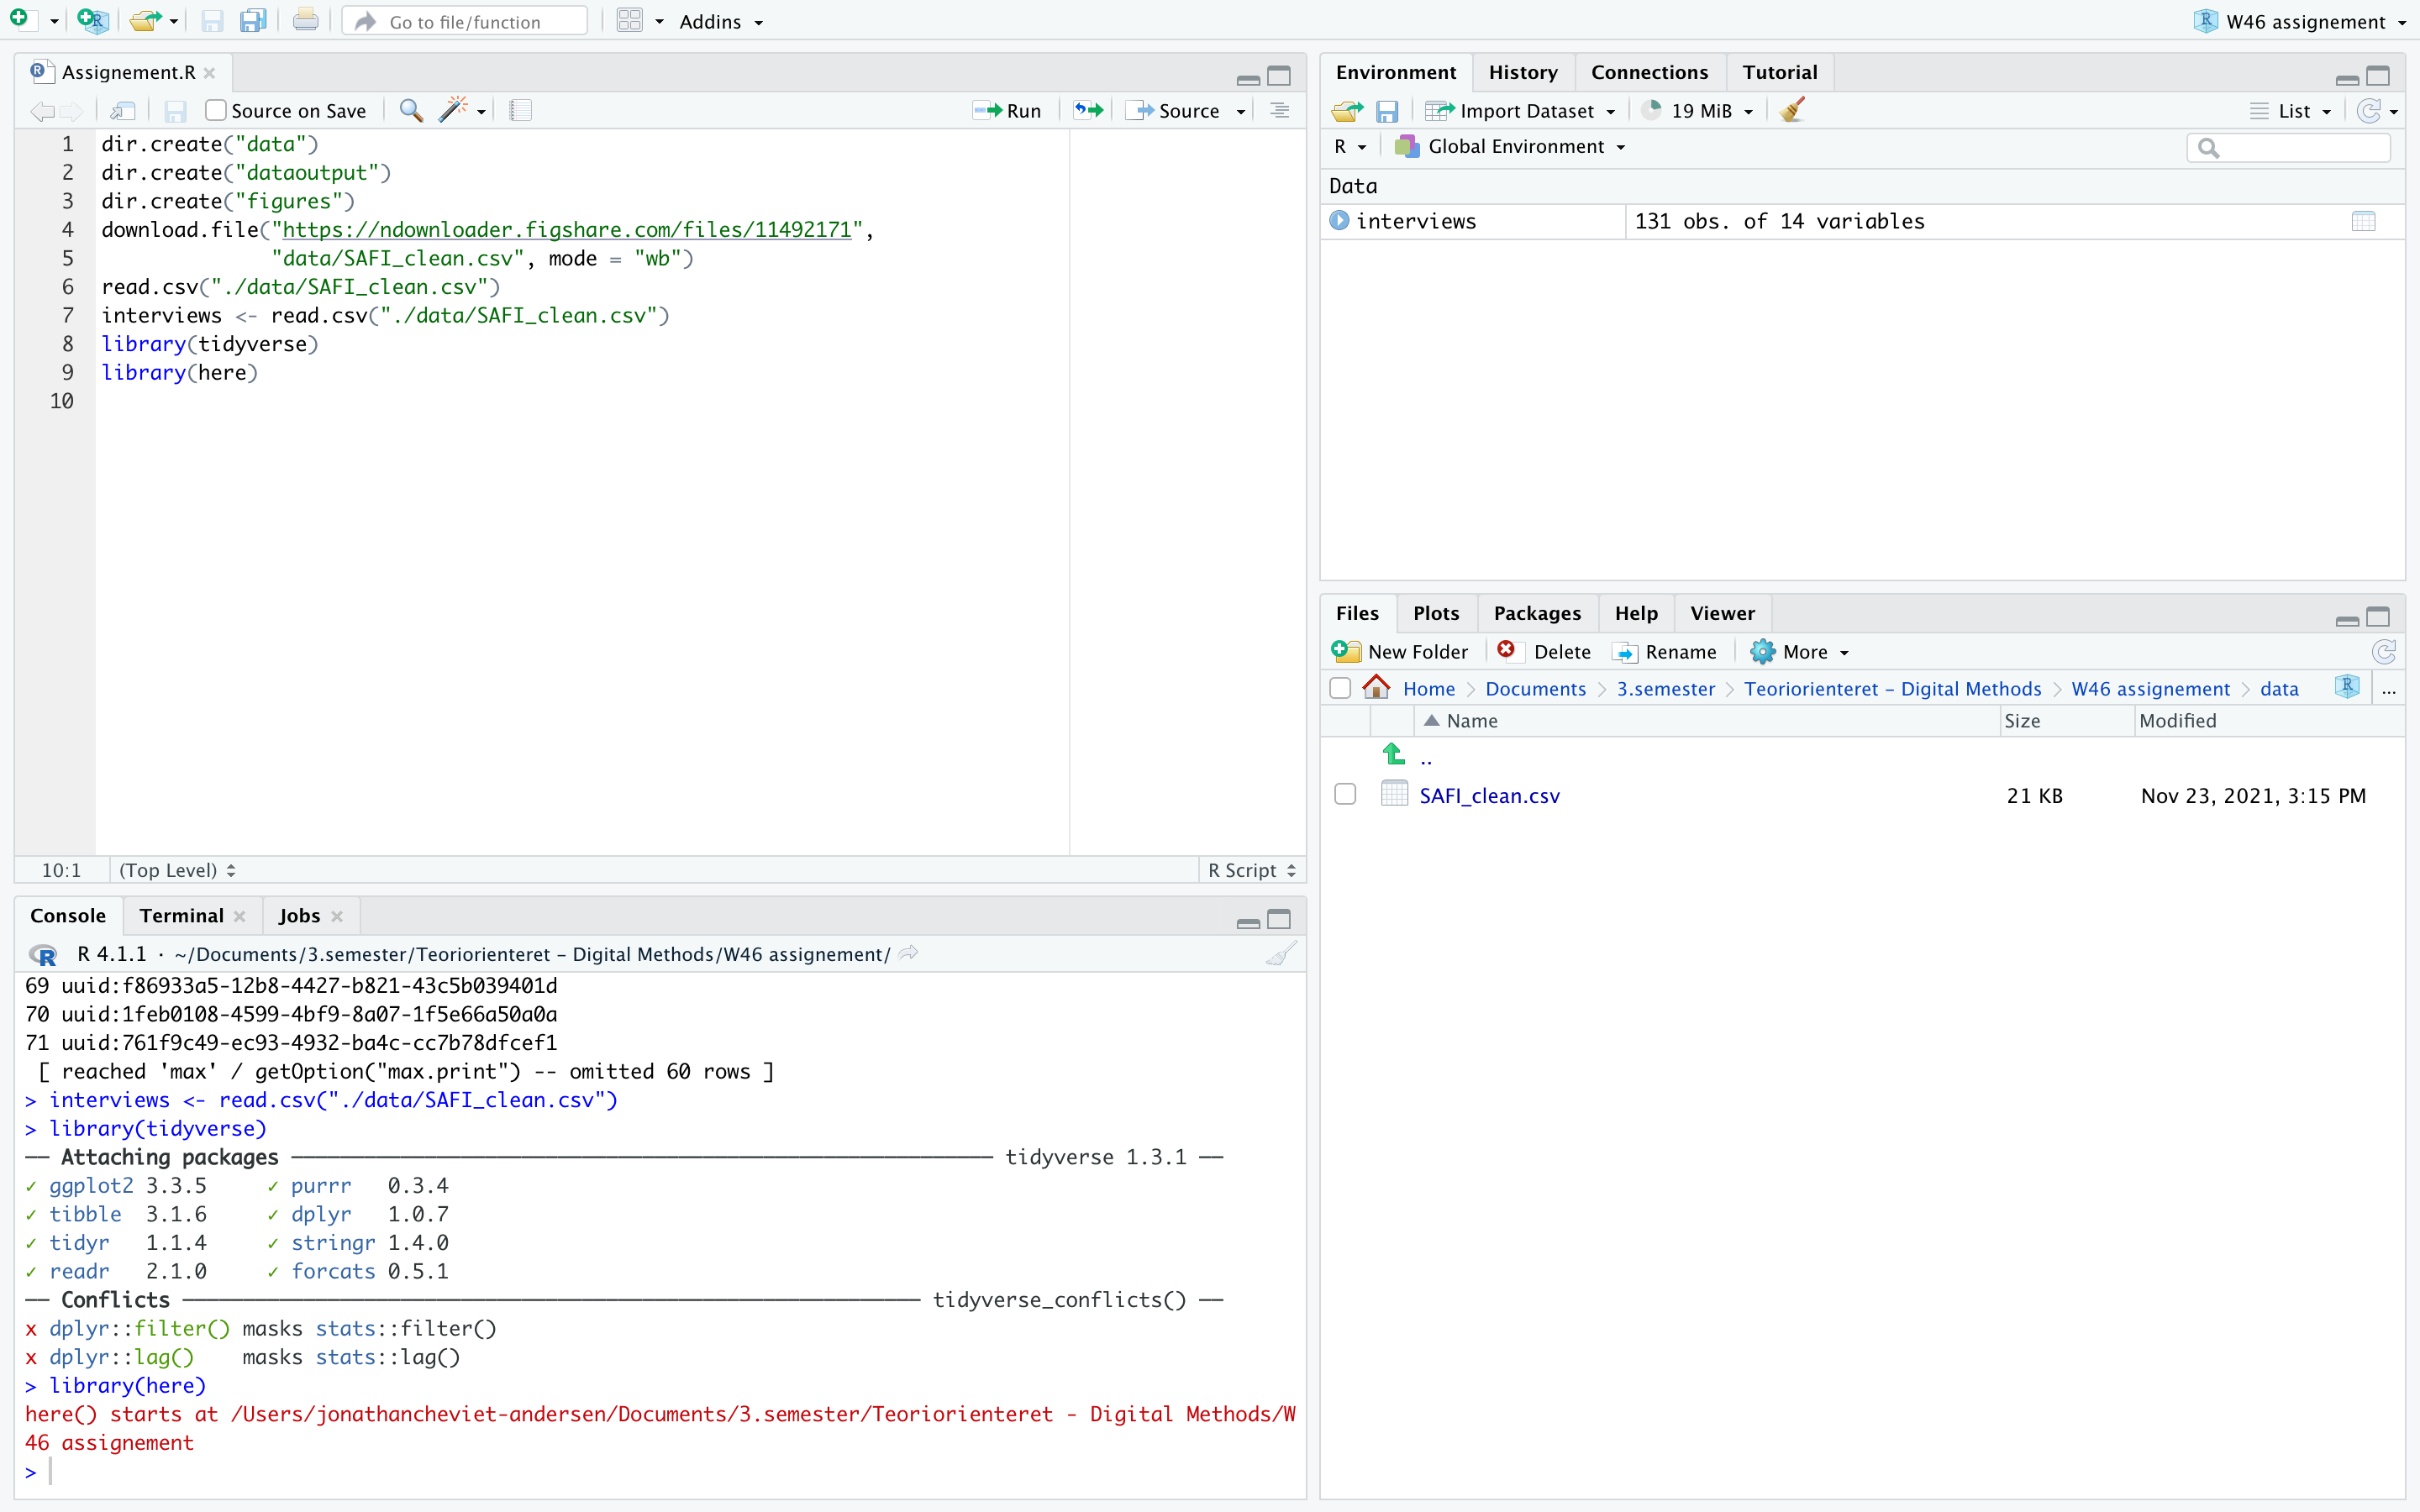 Go to file/function
Addins
W46 assignement
Assignement.R
Source on Save
Run
Source
1 dir.create("data")
2 dir.create("dataoutput")
3 dir.create("figures")
4 download.file("https://ndownloader.figshare.com/files/11492171",
5 "data/SAFI_clean.csv", mode = "wb")
6 read.csv("./data/SAFI_clean.csv")
7 interviews <- read.csv("./data/SAFI_clean.csv")
8 library(tidyverse)
9 library(here)
10
10:1 (Top Level) R Script
Console Terminal Jobs
R 4.1.1 · ~/Documents/3.semester/Teoriorienteret – Digital Methods/W46 assignement/
69 uuid:f86933a5-12b8-4427-b821-43c5b039401d
70 uuid:1feb0108-4599-4bf9-8a07-1f5e66a50a0a
71 uuid:761f9c49-ec93-4932-ba4c-cc7b78dfcef1
[ reached 'max' / getOption("max.print") -- omitted 60 rows ]
> interviews <- read.csv("./data/SAFI_clean.csv")
> library(tidyverse)
── Attaching packages ───────────────────── tidyverse 1.3.1 ──
✓ ggplot2 3.3.5 ✓ purrr 0.3.4
✓ tibble 3.1.6 ✓ dplyr 1.0.7
✓ tidyr 1.1.4 ✓ stringr 1.4.0
✓ readr 2.1.0 ✓ forcats 0.5.1
── Conflicts ───────────────────── tidyverse_conflicts() ──
x dplyr::filter() masks stats::filter()
x dplyr::lag() masks stats::lag()
> library(here)
here() starts at /Users/jonathancheviet-andersen/Documents/3.semester/Teoriorienteret - Digital Methods/W
46 assignement
>
Environment History Connections Tutorial
Import Dataset 19 MiB List
R Global Environment
Data
interviews 131 obs. of 14 variables
Files Plots Packages Help Viewer
New Folder Delete Rename More
Home > Documents > 3.semester > Teoriorienteret – Digital Methods > W46 assignement > data ...
Name Size Modified
..
SAFI_clean.csv 21 KB Nov 23, 2021, 3:15 PM